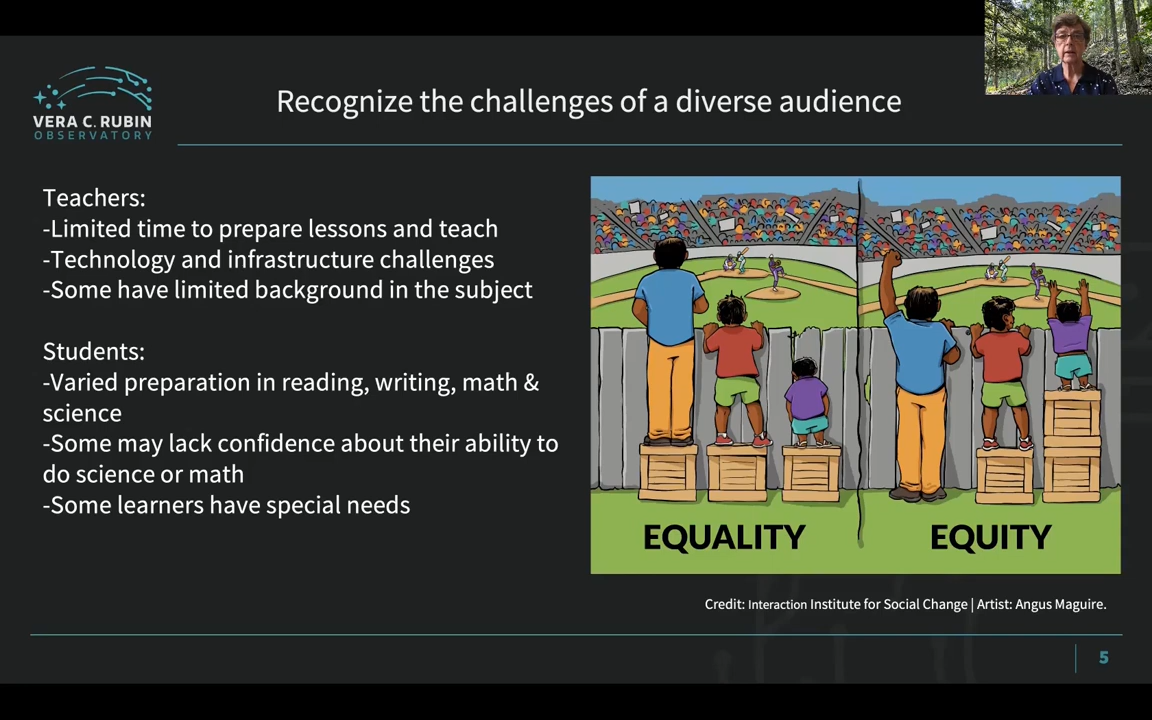 VERA C. RUBIN
OBSERVATORY
Recognize the challenges of a diverse audience
Teachers:
-Limited time to prepare lessons and teach
-Technology and infrastructure challenges
-Some have limited background in the subject
Students:
-Varied preparation in reading, writing, math &
science
-Some may lack confidence about their ability to
do science or math
-Some learners have special needs
EQUALITY
EQUITY
Credit: Interaction Institute for Social Change | Artist: Angus Maguire.
5